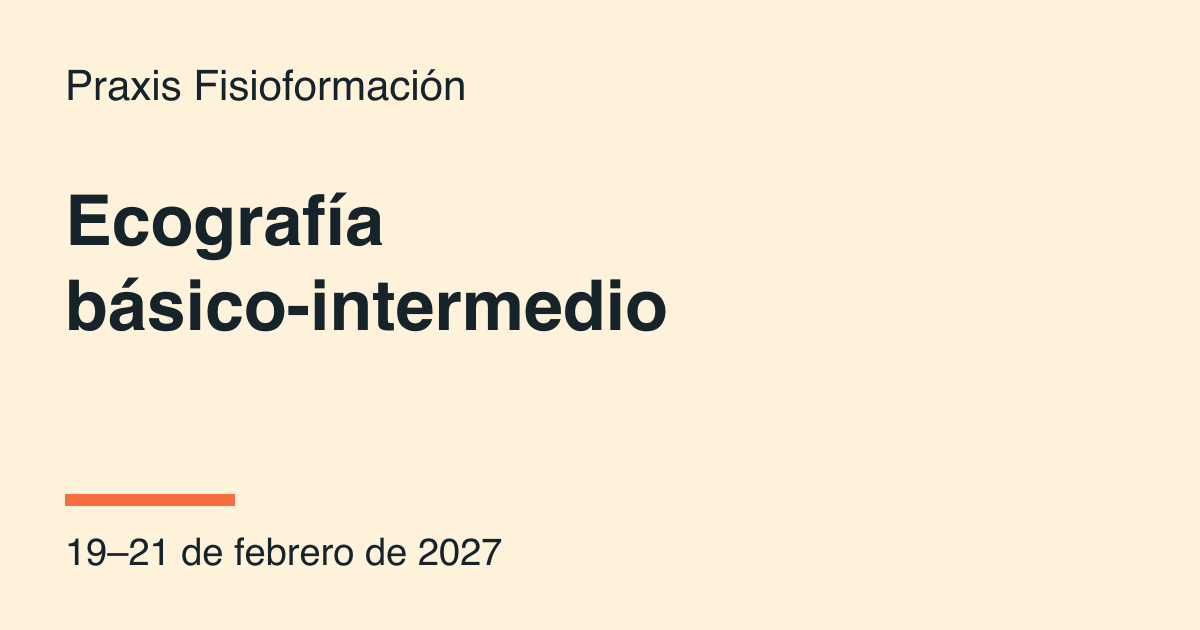 Praxis Fisioformación
Ecografía
básico-intermedio
19–21 de febrero de 2027